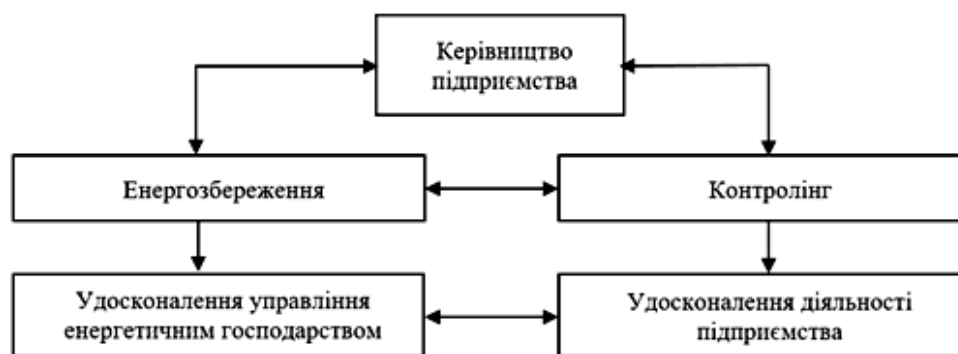 Керівництво
підприємства
Енергозбереження
Контролінг
Удосконалення управління
енергетичним господарством
Удосконалення діяльності
підприємства